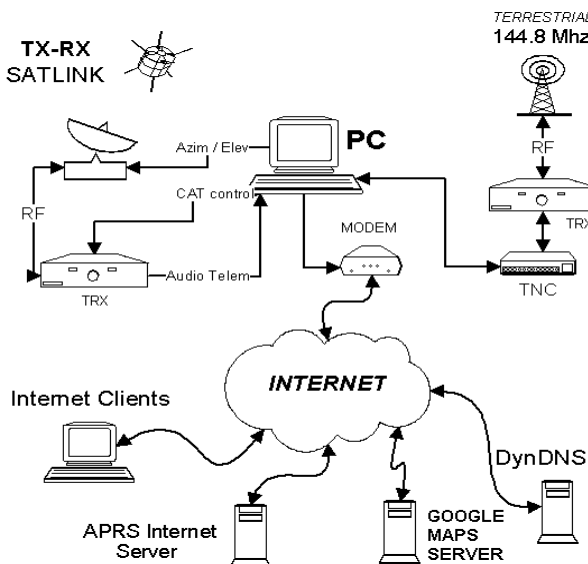 TERRESTRIAL
144.8 Mhz
TX-RX
SATLINK
Azim / Elev
PC
RF
CAT control
RF
MODEM
TRX
Audio Telem
TRX
TNC
INTERNET
Internet Clients
DynDNS
APRS Internet
Server
GOOGLE
MAPS
SERVER